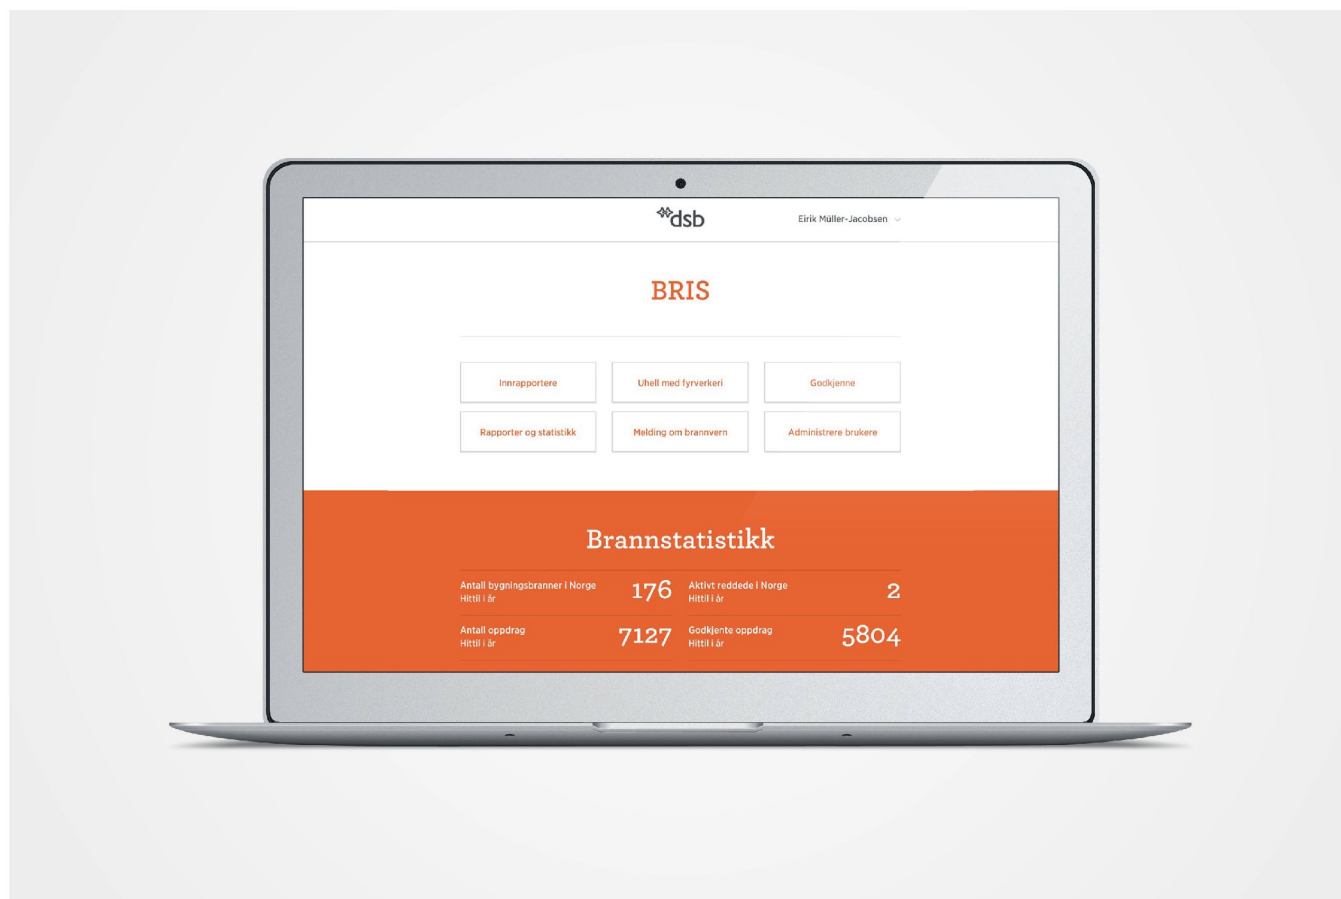 dsb
Eirik Müller-Jacobsen
BRIS
Innrapportere
Uhell med fyrverkeri
Godkjenne
Rapporter og statistikk
Melding om brannvern
Administrere brukere
Brannstatistikk
Antall bygningsbranner i Norge
Hittil i år
176
Aktivt reddede i Norge
Hittil i år
2
Antall oppdrag
Hittil i år
7127
Godkjente oppdrag
Hittil i år
5804